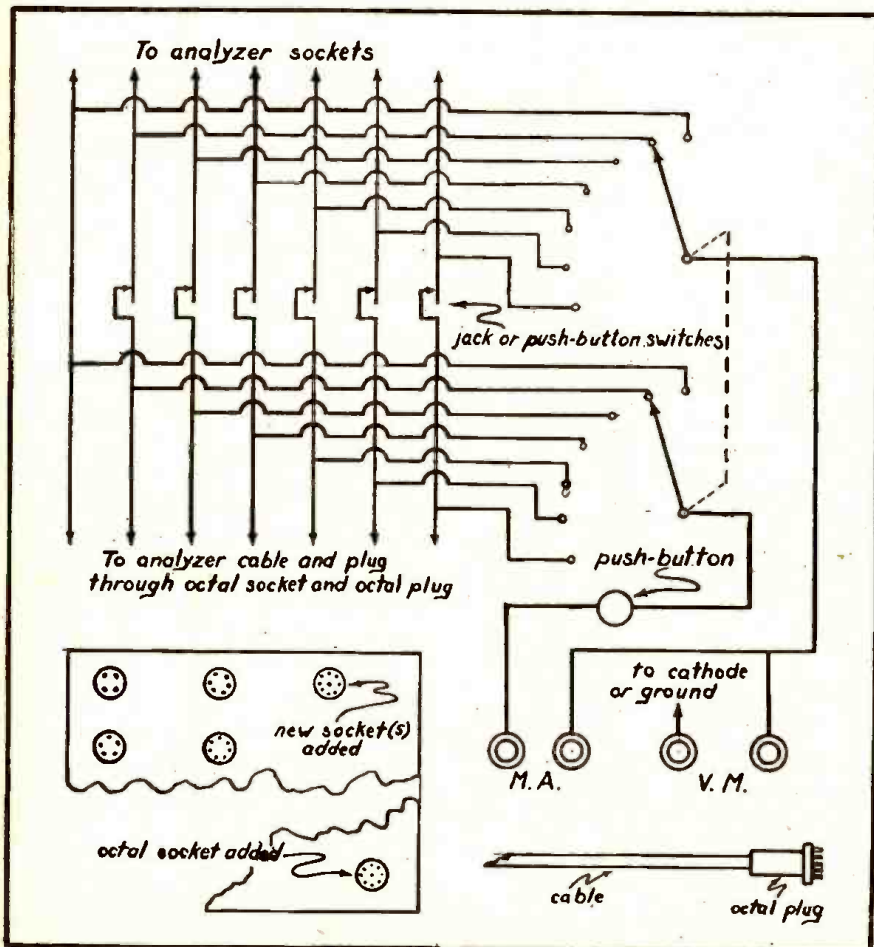 To analyzer sockets
jack or push-button switches
To analyzer cable and plug
through octal socket and octal plug
push-button
to cathode
or ground
new socket(s)
added
M.A.
V.M.
octal socket added
cable
octal plug